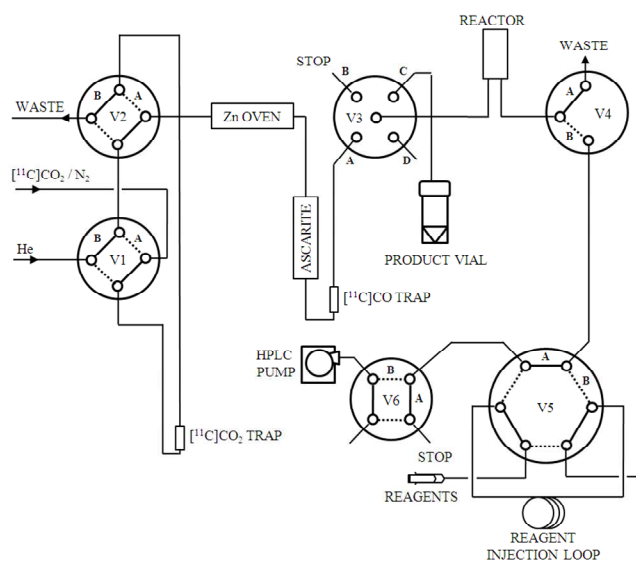 REACTOR
WASTE
STOP
B
C
A
V4
B
B
A
V2
WASTE
Zn OVEN
V3
A
D
[11C]CO2 / N2
B
A
V1
He
ASCARITE
PRODUCT VIAL
[11C]CO TRAP
HPLC
PUMP
B
V6
A
A
B
V5
[11C]CO2 TRAP
STOP
REAGENTS
REAGENT
INJECTION LOOP